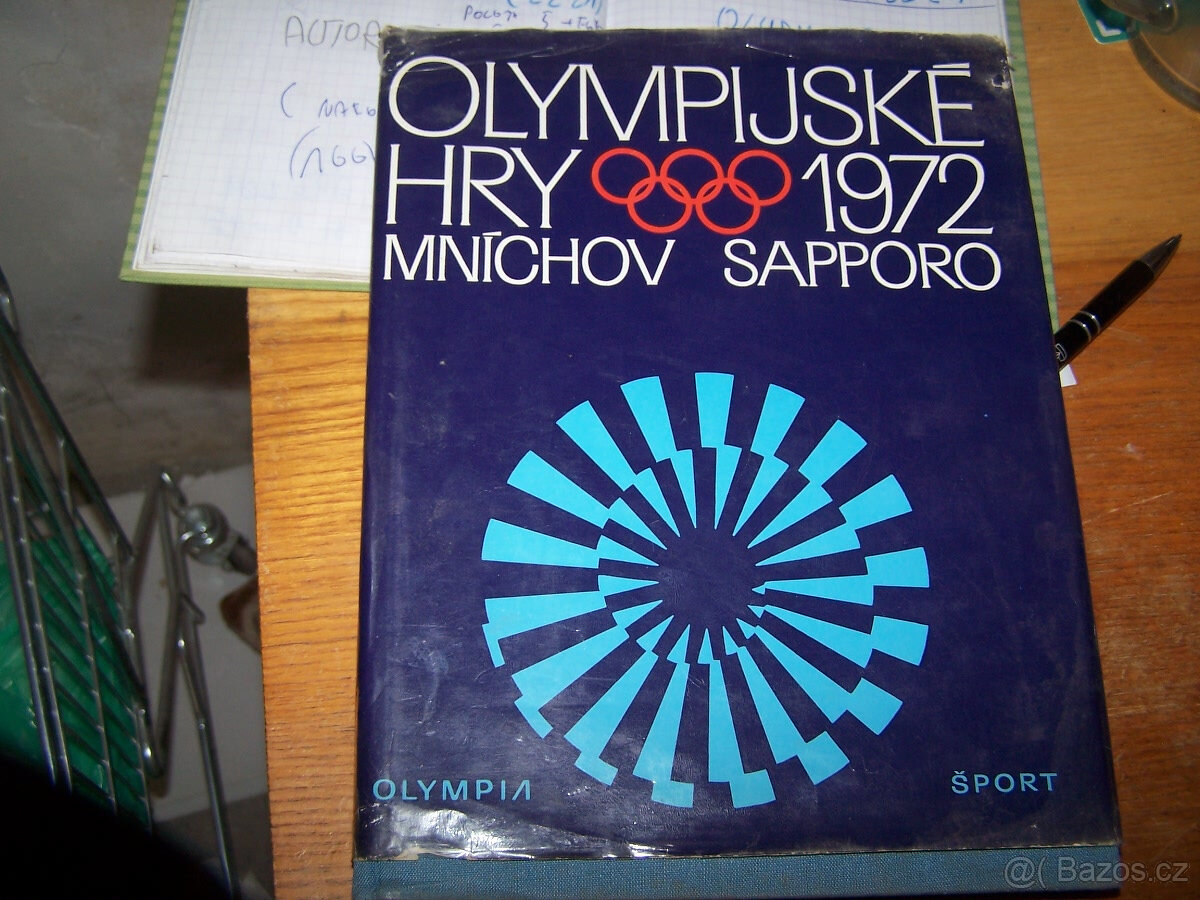 AUTOR
OLYMPIJSKÉ
HRY 1972
MNÍCHOV SAPPORO
OLYMPIA
ŠPORT
@( Bazos.cz